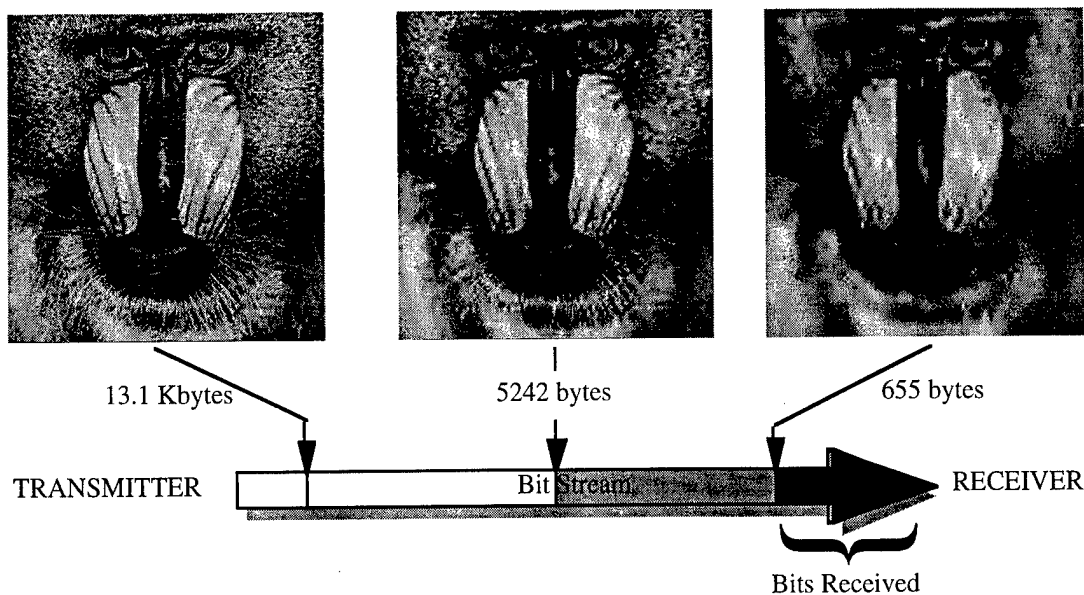 13.1 Kbytes
5242 bytes
655 bytes
TRANSMITTER
Bit Stream
RECEIVER
Bits Received